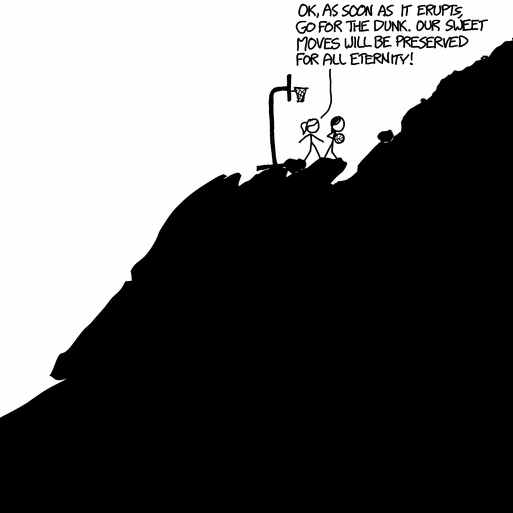 OK, AS SOON AS IT ERUPTS,
GO FOR THE DUNK. OUR SWEET
MOVES WILL BE PRESERVED
FOR ALL ETERNITY!